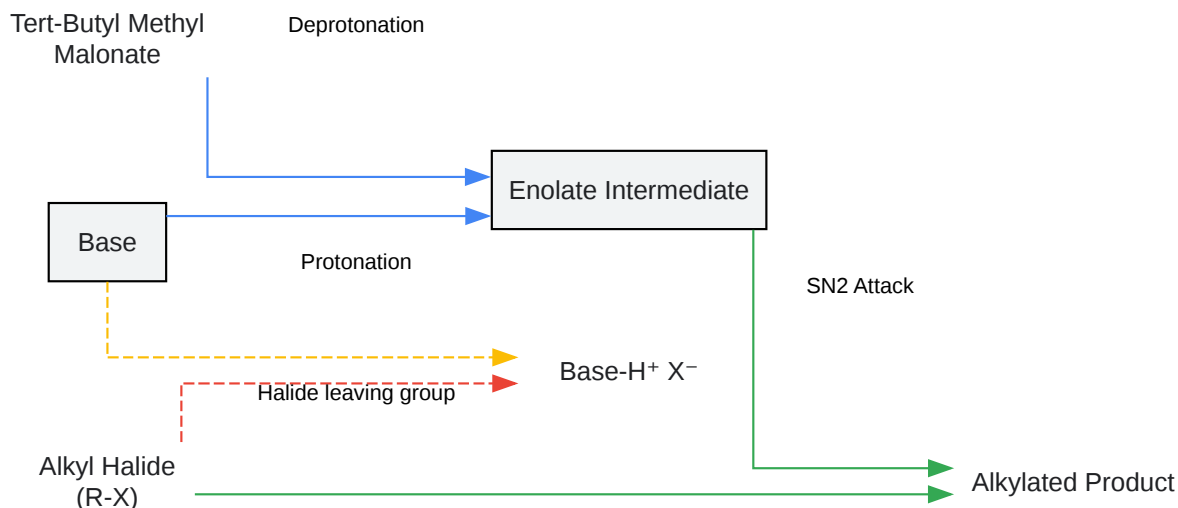 Tert-Butyl Methyl
Malonate
Deprotonation
Enolate Intermediate
Base
Protonation
SN2 Attack
Base-H⁺ X⁻
Halide leaving group
Alkyl Halide
(R-X)
Alkylated Product